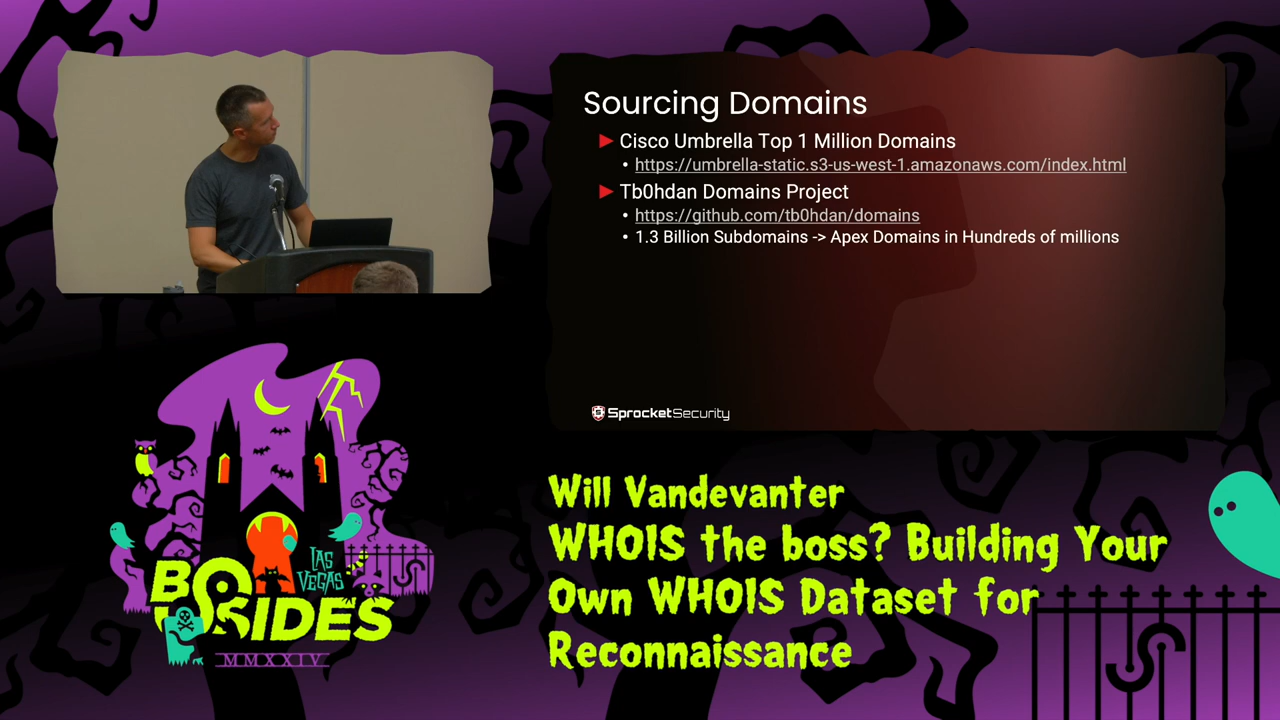 Sourcing Domains
Cisco Umbrella Top 1 Million Domains
• https://umbrella-static.s3-us-west-1.amazonaws.com/index.html
Tb0hdan Domains Project
• https://github.com/tb0hdan/domains
• 1.3 Billion Subdomains -> Apex Domains in Hundreds of millions
SprocketSecurity
LAS
VEGAS
BSIDES
MMXXIV
Will Vandevanter
WHOIS the boss? Building Your
Own WHOIS Dataset for
Reconnaissance